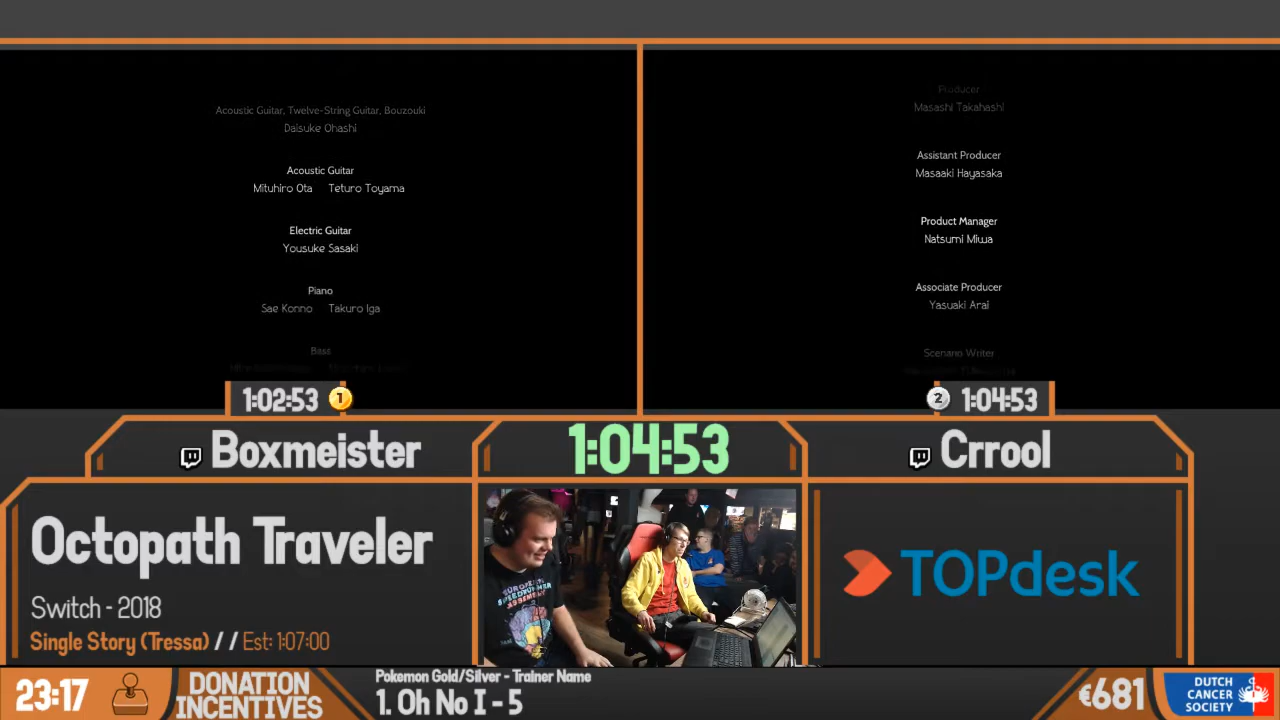 Acoustic Guitar, Twelve-String Guitar, Bouzouki
Daisuke Ohashi
Acoustic Guitar
Mituhiro Ota Teturo Toyama
Electric Guitar
Yousuke Sasaki
Piano
Sae Konno Takuro Iga
Bass
Producer
Masashi Takahashi
Assistant Producer
Masaaki Hayasaka
Product Manager
Natsumi Miwa
Associate Producer
Yasuaki Arai
Scenario Writer
1:02:53 1
2 1:04:53
Boxmeister
1:04:53
Crrool
Octopath Traveler
Switch - 2018
Single Story (Tressa) // Est: 1:07:00
TOPdesk
23:17
DONATION
INCENTIVES
Pokemon Gold/Silver - Trainer Name
1. Oh No I - 5
€681
DUTCH
CANCER
SOCIETY